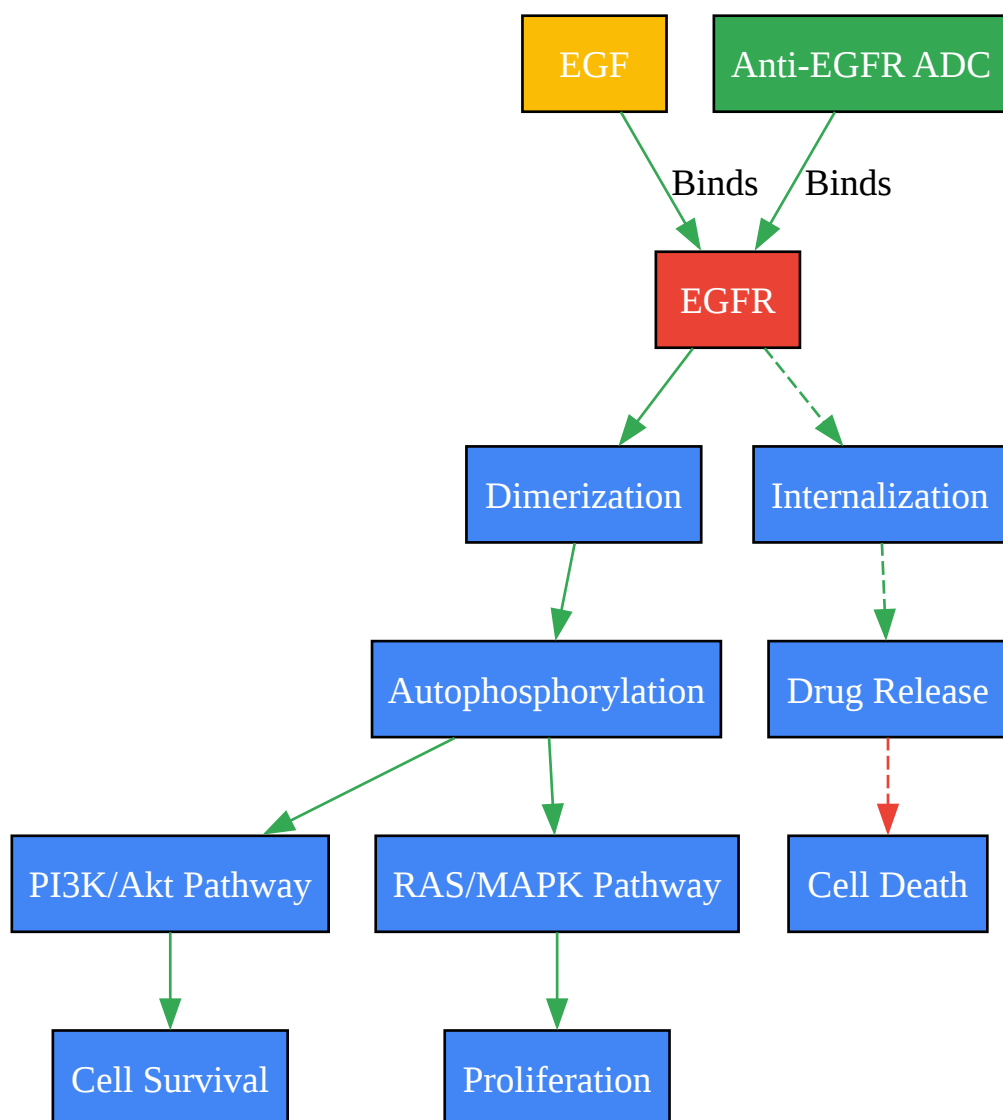 EGF
Anti-EGFR ADC
Binds
Binds
EGFR
Dimerization
Internalization
Autophosphorylation
Drug Release
PI3K/Akt Pathway
RAS/MAPK Pathway
Cell Death
Cell Survival
Proliferation